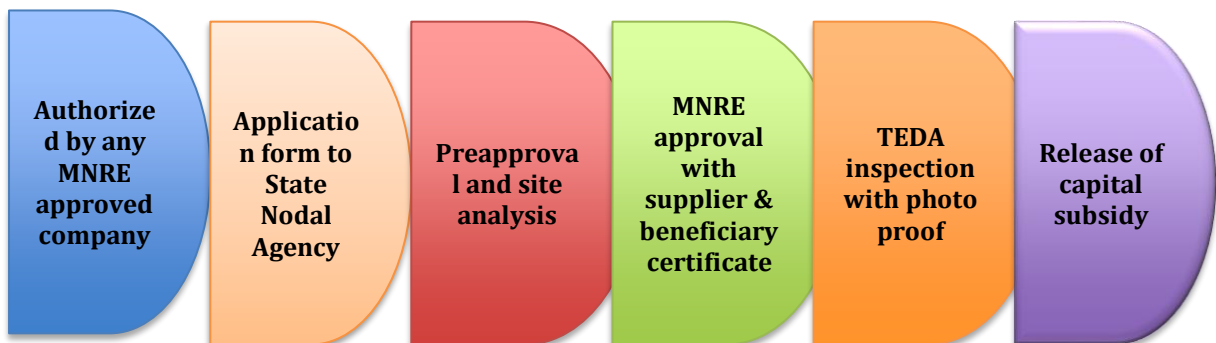 Authorize
d by any
MNRE
approved
company
Applicatio
n form to
State
Nodal
Agency
Preapprova
l and site
analysis
MNRE
approval
with
supplier &
beneficiary
certificate
TEDA
inspection
with photo
proof
Release of
capital
subsidy